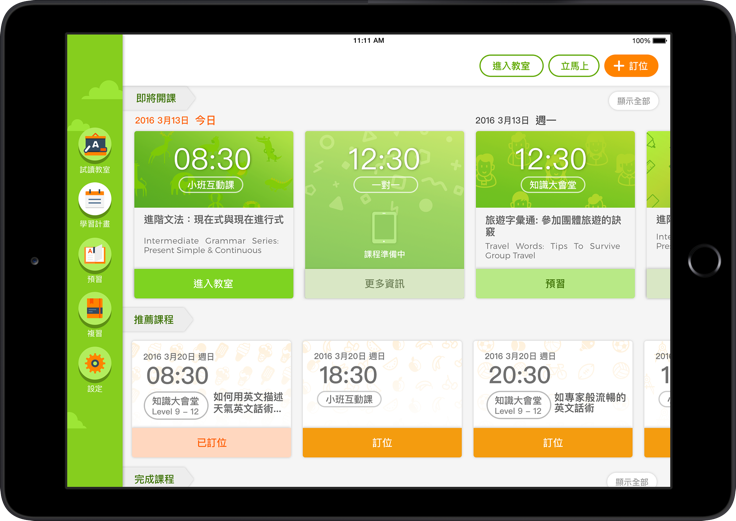 11:11 AM
100%
進入教室
立馬上
+ 訂位
即將開課
顯示全部
2016 3月13日 今日
2016 3月13日 週一
08:30
小班互動課
進階文法：現在式與現在進行式
Intermediate Grammar Series:
Present Simple & Continuous
進入教室
12:30
一對一
課程準備中
更多資訊
12:30
知識大會堂
旅遊字彙通: 參加團體旅遊的訣
竅
Travel Words: Tips To Survive
Group Travel
預習
進階
Inte
Pres
A
試讀教室
學習計畫
預習
複習
設定
推薦課程
2016 3月20日 週日
08:30
知識大會堂
Level 9 ~ 12
如何用英文描述
天氣英文話術...
已訂位
2016 3月20日 週日
18:30
小班互動課
訂位
2016 3月20日 週日
20:30
知識大會堂
Level 9 ~ 12
如專家般流暢的
英文話術
訂位
完成課程
顯示全部